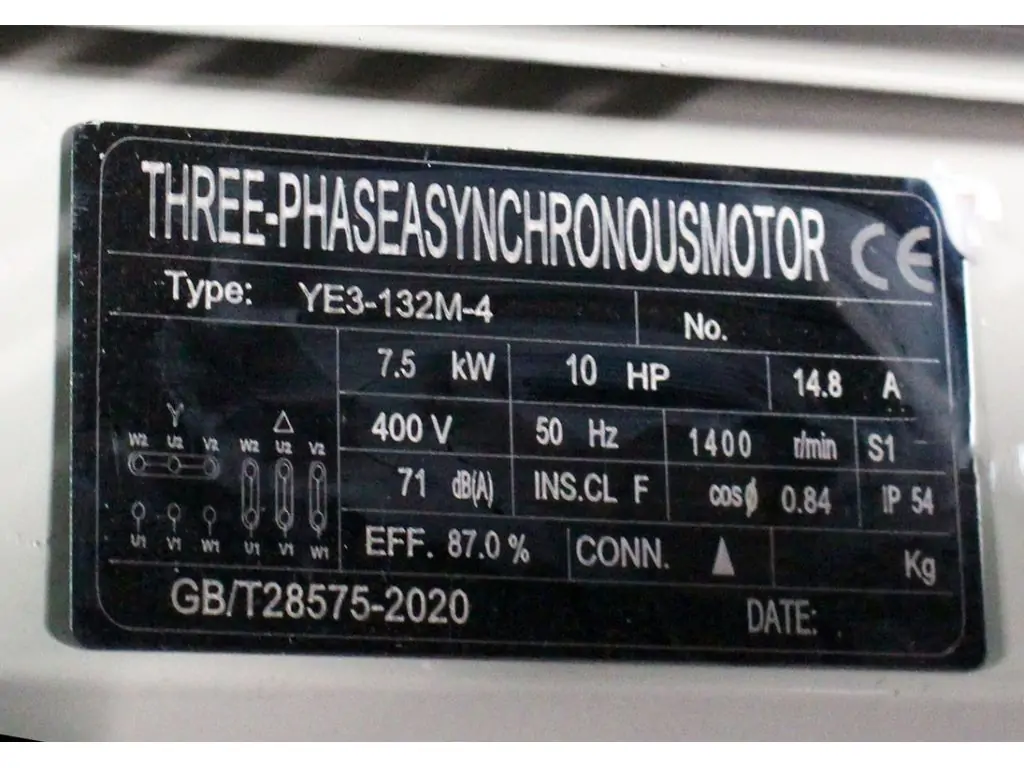 THREE-PHASEASYNCHRONOUSMOTOR CE
Type: YE3-132M-4 No.
7.5 kW 10 HP 14.8 A
400 V 50 Hz 1400 r/min S1
71 dB(A) INS.CL F cosϕ 0.84 IP 54
EFF. 87.0 % CONN. ▲ Kg
Y △
W2 U2 V2 W2 U2 V2
U1 V1 W1 U1 V1 W1
GB/T28575-2020 DATE: